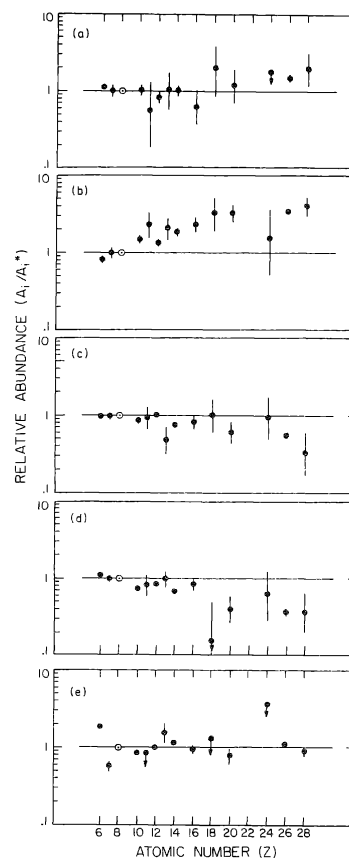 RELATIVE ABUNDANCE (Ai/Ai*)
10
(a)
1
.1
10
(b)
1
.1
10
(c)
1
.1
10
(d)
1
.1
10
(e)
1
.1
6 8 10 12 14 16 18 20 22 24 26 28
ATOMIC NUMBER (Z)